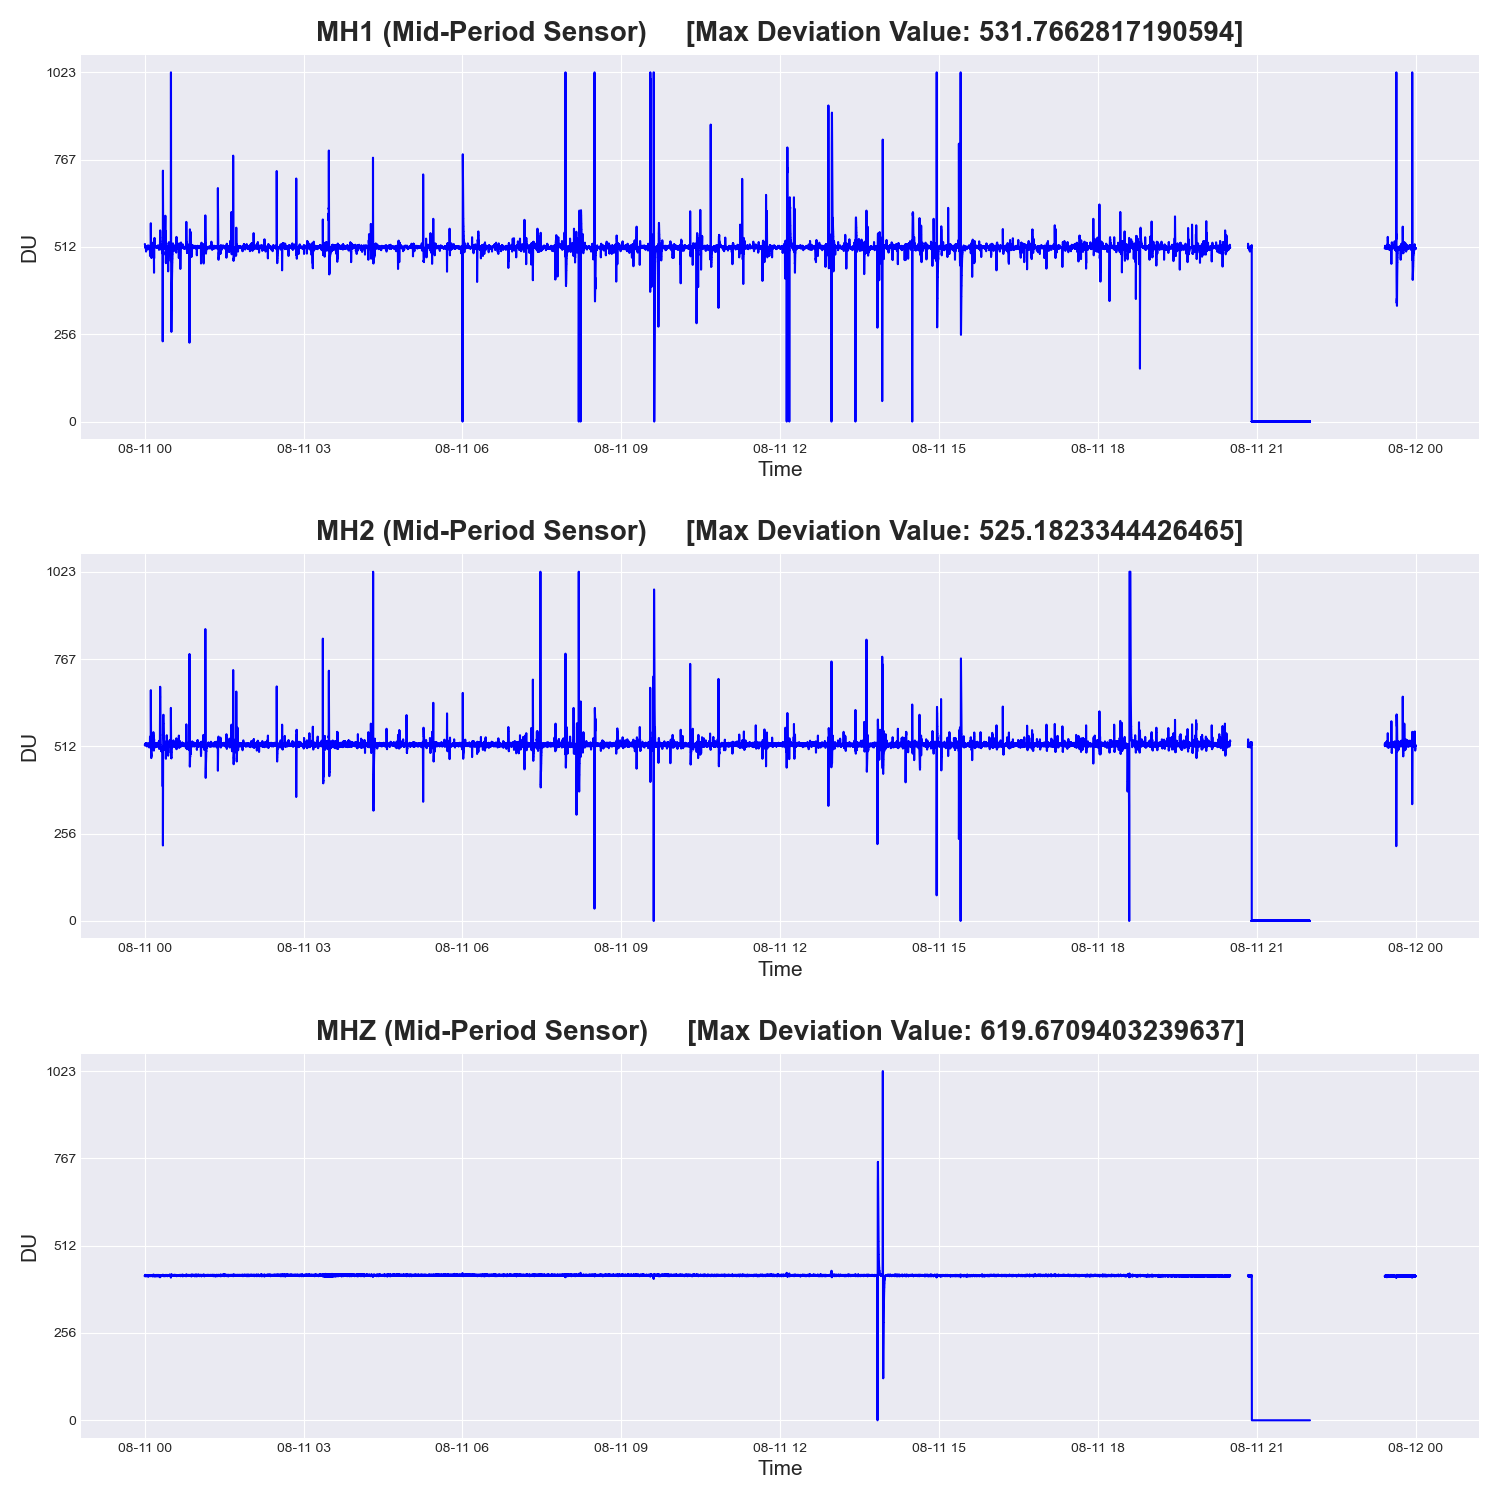 MH1 (Mid-Period Sensor) [Max Deviation Value: 531.7662817190594]
1023
767
512
256
0
DU
08-11 00 08-11 03 08-11 06 08-11 09 08-11 12 08-11 15 08-11 18 08-11 21 08-12 00
Time
MH2 (Mid-Period Sensor) [Max Deviation Value: 525.1823344426465]
1023
767
512
256
0
DU
08-11 00 08-11 03 08-11 06 08-11 09 08-11 12 08-11 15 08-11 18 08-11 21 08-12 00
Time
MHZ (Mid-Period Sensor) [Max Deviation Value: 619.6709403239637]
1023
767
512
256
0
DU
08-11 00 08-11 03 08-11 06 08-11 09 08-11 12 08-11 15 08-11 18 08-11 21 08-12 00
Time